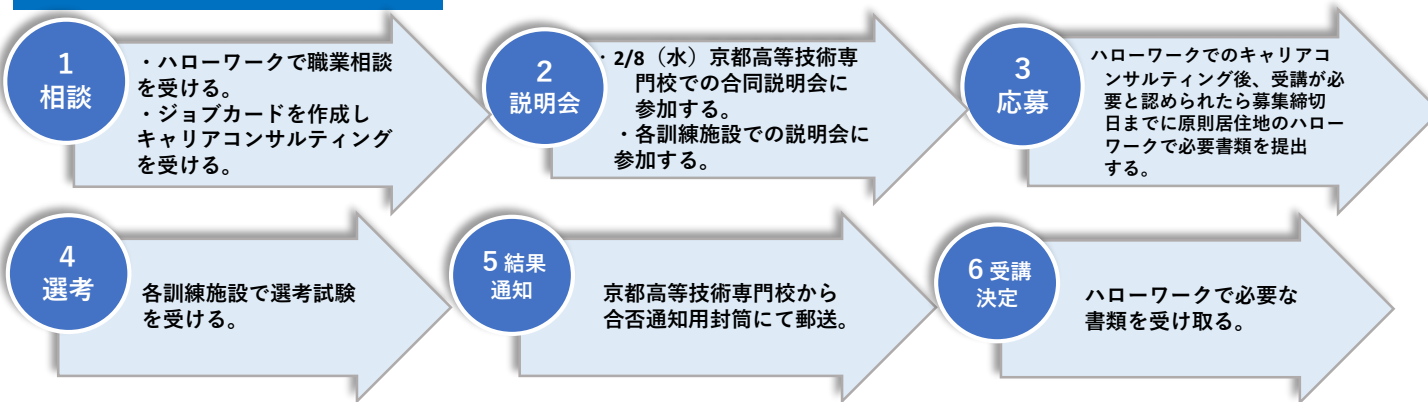 1
相談
・ハローワークで職業相談
を受ける。
・ジョブカードを作成し
キャリアコンサルティング
を受ける。
2
説明会
・2/8（水）京都高等技術専
門校での合同説明会に
参加する。
・各訓練施設での説明会に
参加する。
3
応募
ハローワークでのキャリアコ
ンサルティング後、受講が必
要と認められたら募集締切
日までに原則居住地のハロー
ワークで必要書類を提出
する。
4
選考
各訓練施設で選考試験
を受ける。
5 結果
通知
京都高等技術専門校から
合否通知用封筒にて郵送。
6 受講
決定
ハローワークで必要な
書類を受け取る。